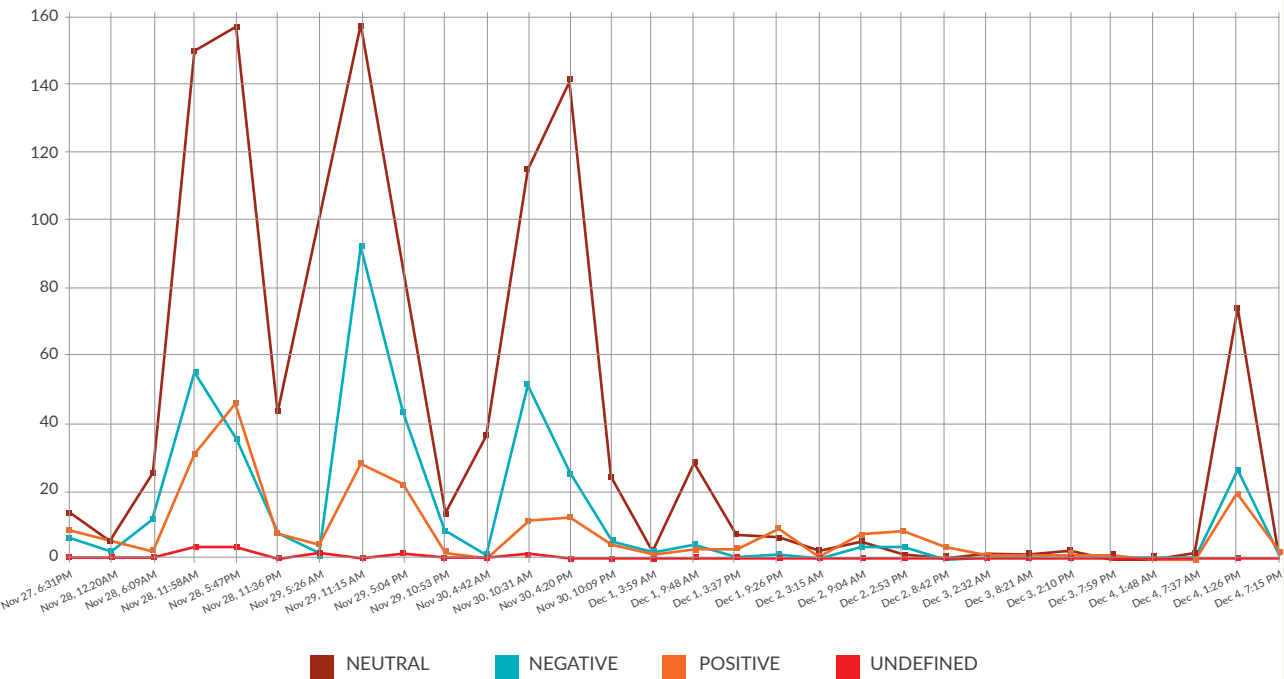 160
140
120
100
80
60
40
20
0
Nov 27, 6:31PM
Nov 28, 12:20AM
Nov 28, 6:09AM
Nov 28, 11:58AM
Nov 28, 5:47PM
Nov 28, 11:36 PM
Nov 29, 5:26 AM
Nov 29, 11:15 AM
Nov 29, 5:04 PM
Nov 29, 10:53 PM
Nov 30, 4:42 AM
Nov 30, 10:31 AM
Nov 30, 4:20 PM
Nov 30, 10:09 PM
Dec 1, 3:59 AM
Dec 1, 9:48 AM
Dec 1, 3:37 PM
Dec 1, 9:26 PM
Dec 2, 3:15 AM
Dec 2, 9:04 AM
Dec 2, 2:53 PM
Dec 2, 8:42 PM
Dec 3, 2:32 AM
Dec 3, 8:21 AM
Dec 3, 2:10 PM
Dec 3, 7:59 PM
Dec 4, 1:48 AM
Dec 4, 7:37 AM
Dec 4, 1:26 PM
Dec 4, 7:15 PM
NEUTRAL
NEGATIVE
POSITIVE
UNDEFINED